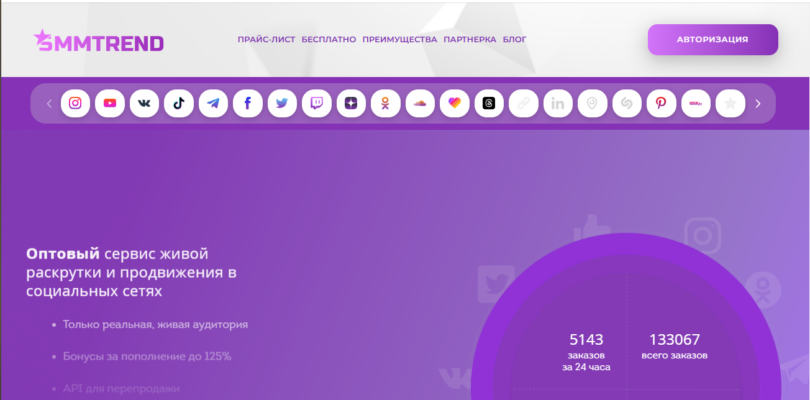 SMMTREND
ПРАЙС-ЛИСТ БЕСПЛАТНО ПРЕИМУЩЕСТВА ПАРТНЕРКА БЛОГ
АВТОРИЗАЦИЯ
Оптовый сервис живой
раскрутки и продвижения в
социальных сетях
Только реальная, живая аудитория
Бонусы за пополнение до 125%
API для перепродажи
5143
заказов
за 24 часа
133067
всего заказов